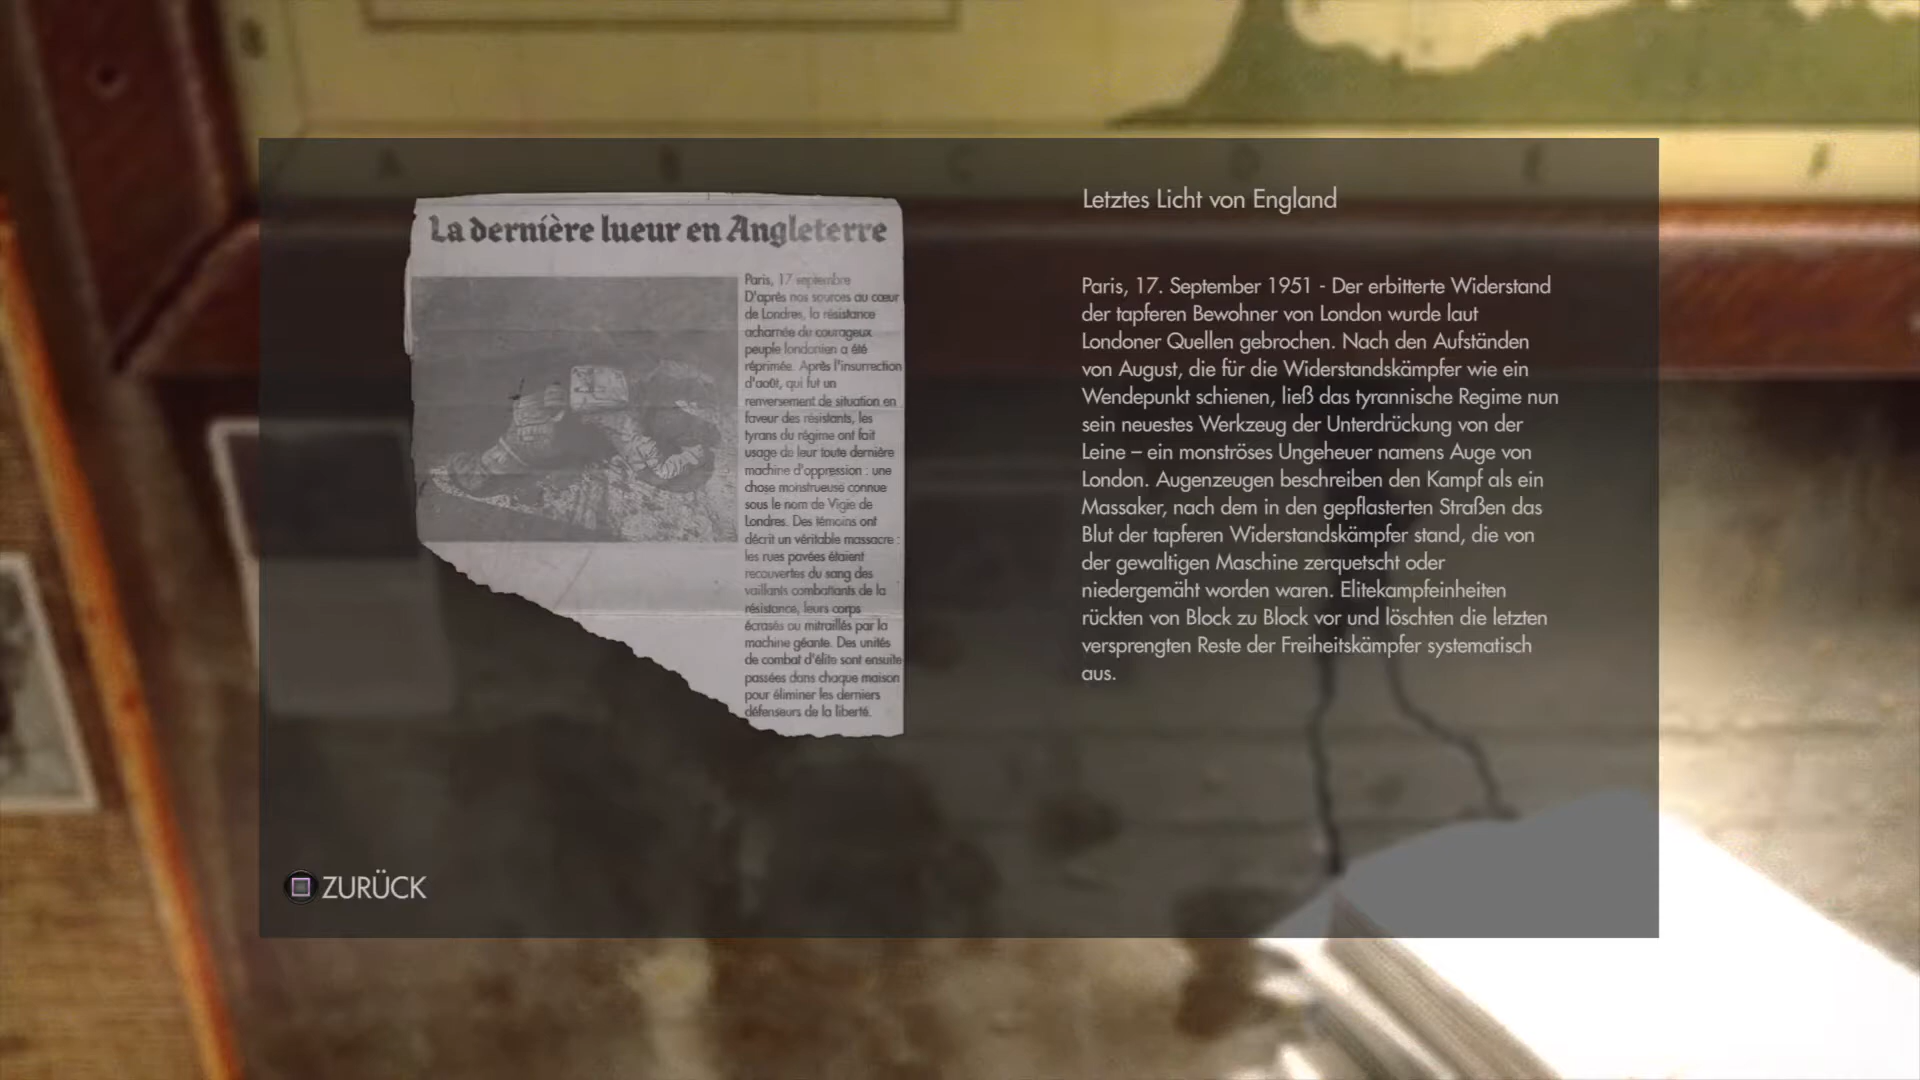 La dernière lueur en Angleterre
Paris, 17 septembre
D'après nos sources au cœur
de Londres, la résistance
acharnée du courageux
peuple londonien a été
réprimée. Après l'insurrection
d'août, qui fut un
renversement de situation en
faveur des résistants, les
tyrans du régime ont fait
usage de leur toute dernière
machine d'oppression : une
chose monstrueuse connue
sous le nom de Vigie de
Londres. Des témoins ont
décrit un véritable massacre :
les rues pavées étaient
recouvertes du sang des
vaillants combattants de la
résistance, leurs corps
écrasés ou mitraillés par la
machine géante. Des unités
de combat d'élite sont ensuite
passées dans chaque maison
pour éliminer les derniers
défenseurs de la liberté.
Letztes Licht von England
Paris, 17. September 1951 - Der erbitterte Widerstand
der tapferen Bewohner von London wurde laut
Londoner Quellen gebrochen. Nach den Aufständen
von August, die für die Widerstandskämpfer wie ein
Wendepunkt schienen, ließ das tyrannische Regime nun
sein neuestes Werkzeug der Unterdrückung von der
Leine – ein monströses Ungeheuer namens Auge von
London. Augenzeugen beschreiben den Kampf als ein
Massaker, nach dem in den gepflasterten Straßen das
Blut der tapferen Widerstandskämpfer stand, die von
der gewaltigen Maschine zerquetscht oder
niedergemäht worden waren. Elitekampfeinheiten
rückten von Block zu Block vor und löschten die letzten
versprengten Reste der Freiheitskämpfer systematisch
aus.
ZURÜCK